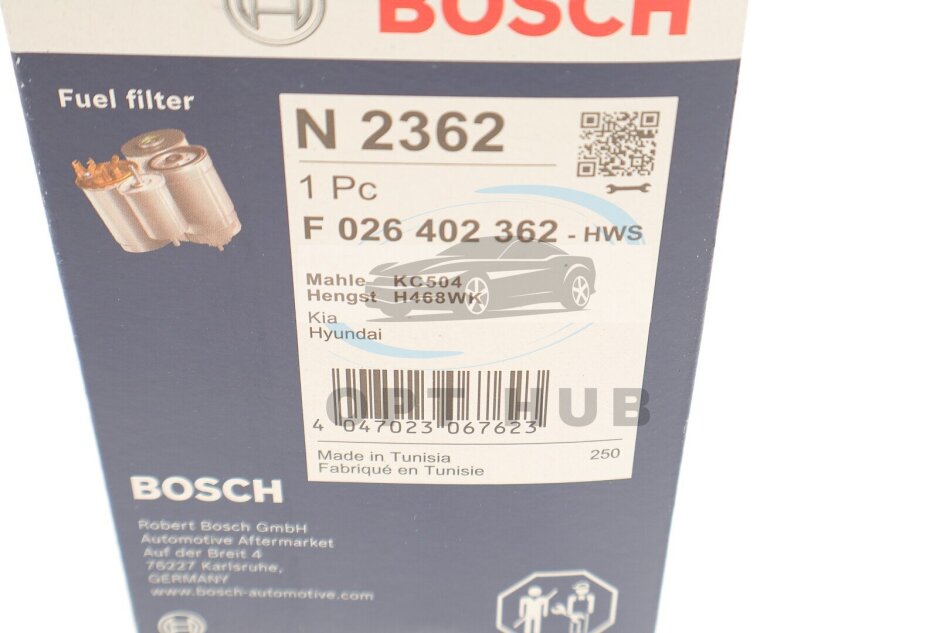 BOSCH
Fuel filter
N 2362
1 Pc
F 026 402 362 - HWS
Mahle KC504
Hengst H468WK
Kia
Hyundai
OPT HUB
4 047023 067623
Made in Tunisia 250
Fabriqué en Tunisie
BOSCH
Robert Bosch GmbH
Automotive Aftermarket
Auf der Breit 4
76227 Karlsruhe,
GERMANY
www.bosch-automotive.com